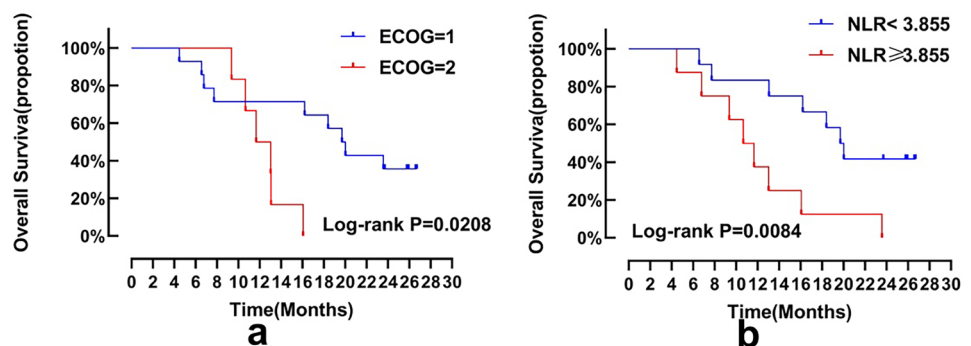 ECOG=1
ECOG=2
100%
80%
60%
40%
20%
0%
Overall Surviva(propotion)
Log-rank P=0.0208
0 2 4 6 8 10 12 14 16 18 20 22 24 26 28 30
Time(Months)
a
NLR< 3.855
NLR⩾3.855
100%
80%
60%
40%
20%
0%
Overall Surviva(propotion)
Log-rank P=0.0084
0 2 4 6 8 10 12 14 16 18 20 22 24 26 28 30
Time(Months)
b